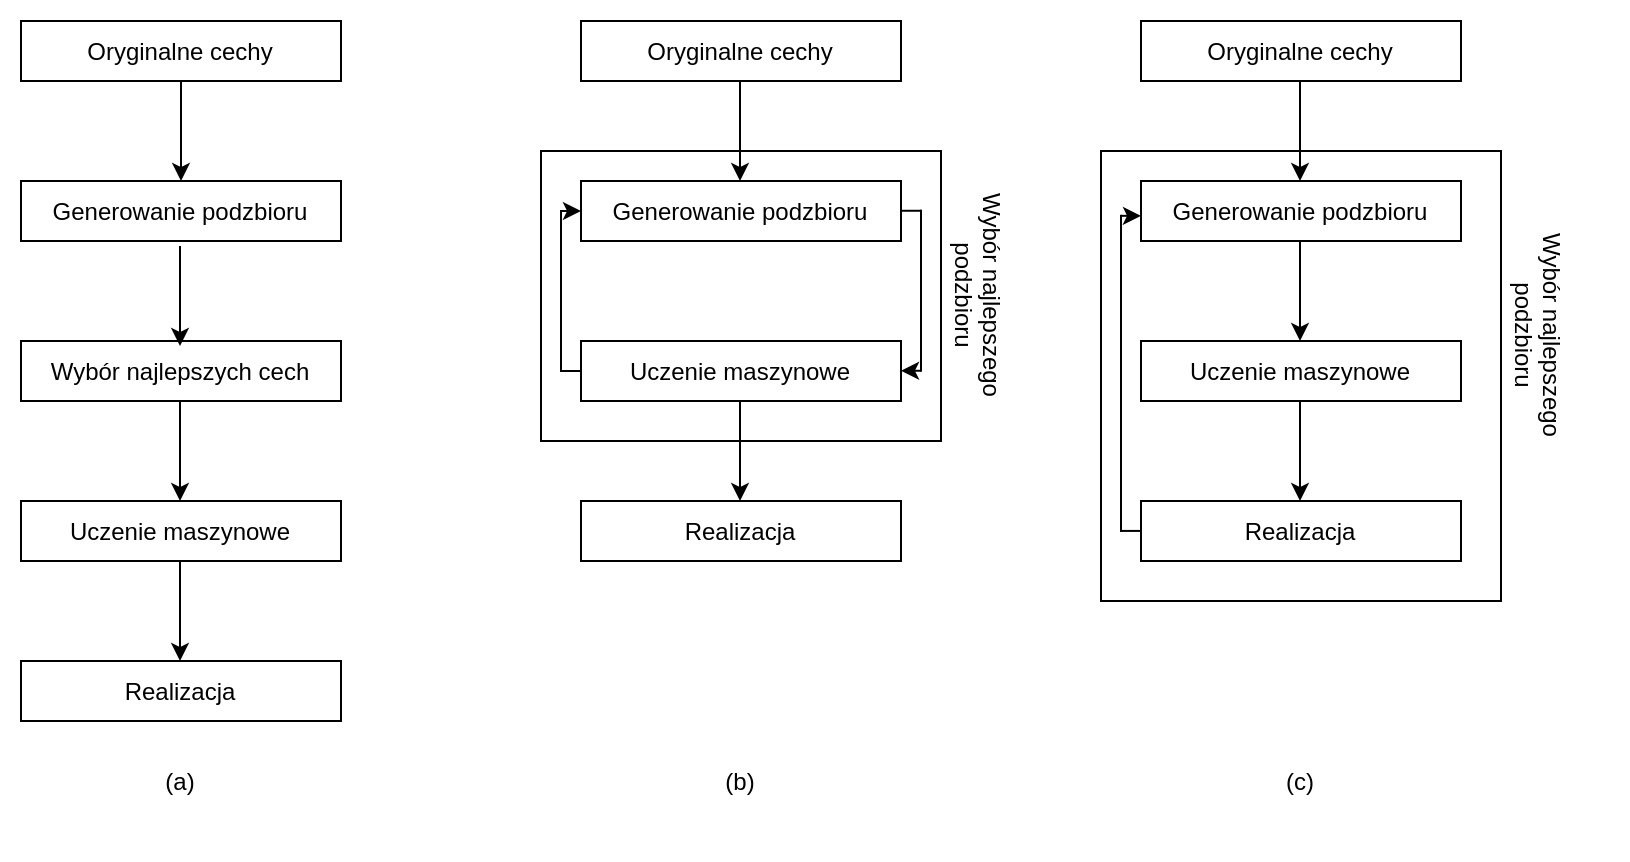 Oryginalne cechy
Generowanie podzbioru
Wybór najlepszych cech
Uczenie maszynowe
Realizacja
(a)
Oryginalne cechy
Generowanie podzbioru
Uczenie maszynowe
Wybór najlepszego
podzbioru
Realizacja
(b)
Oryginalne cechy
Generowanie podzbioru
Uczenie maszynowe
Realizacja
Wybór najlepszego
podzbioru
(c)